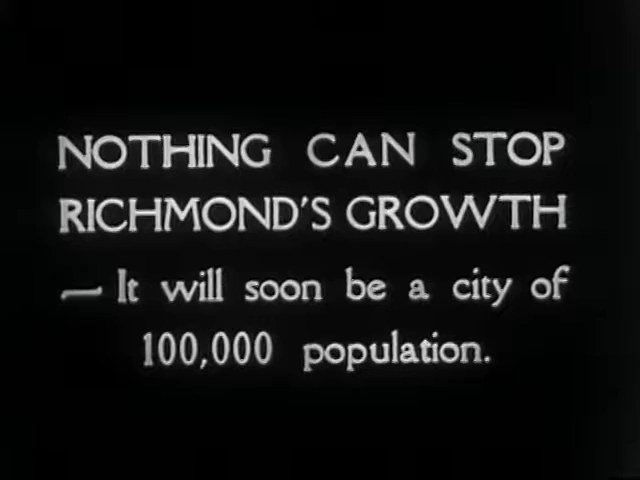 NOTHING CAN STOP
RICHMOND'S GROWTH
— It will soon be a city of
100,000 population.